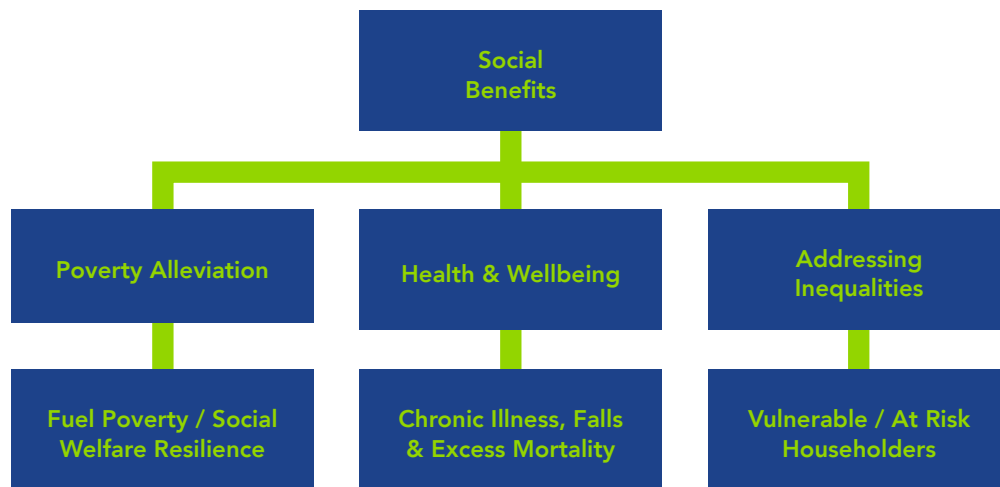 Social
Benefits
Poverty Alleviation
Health & Wellbeing
Addressing
Inequalities
Fuel Poverty / Social
Welfare Resilience
Chronic Illness, Falls
& Excess Mortality
Vulnerable / At Risk
Householders